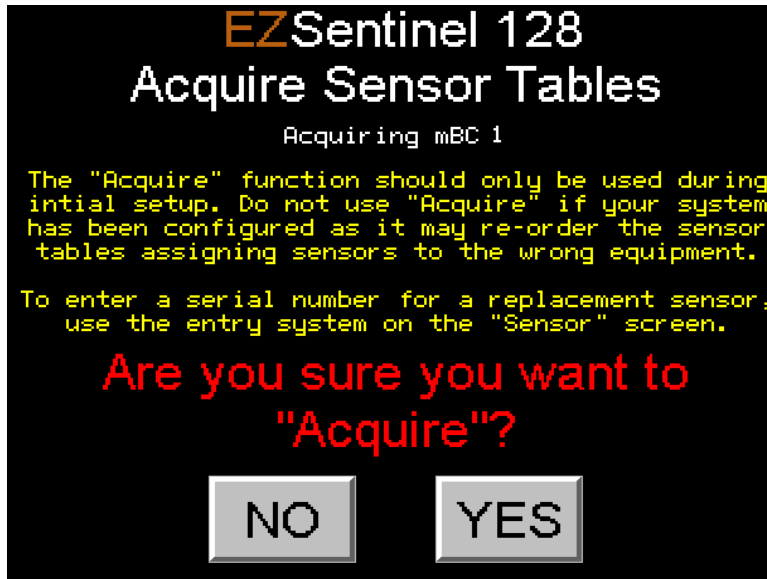 EZSentinel 128
Acquire Sensor Tables
Acquiring mBC 1
The "Acquire" function should only be used during
intial setup. Do not use "Acquire" if your system
has been configured as it may re-order the sensor
tables assigning sensors to the wrong equipment.
To enter a serial number for a replacement sensor,
use the entry system on the "Sensor" screen.
Are you sure you want to
"Acquire"?
NO YES